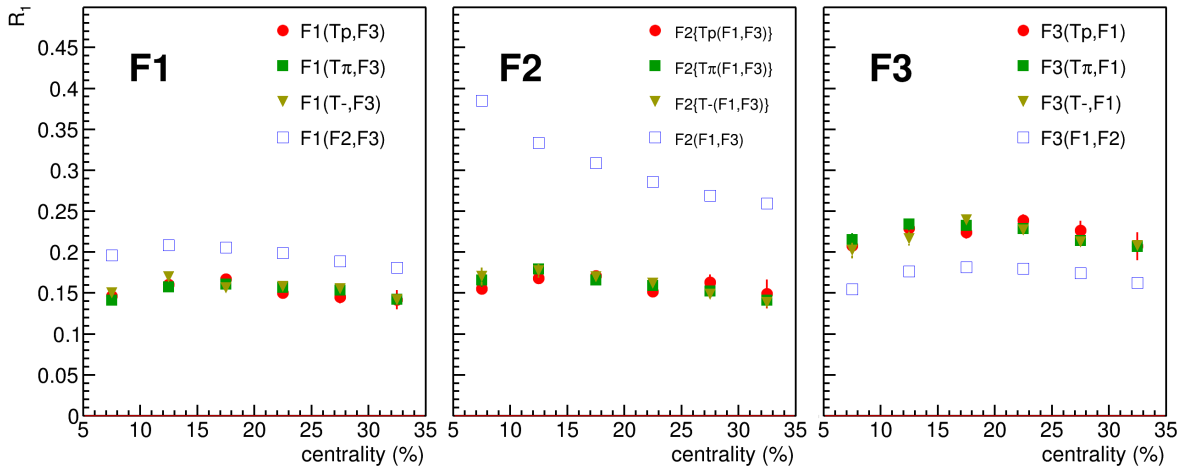 R1
0.45
0.4
0.35
0.3
0.25
0.2
0.15
0.1
0.05
0
F1
F1(Tp,F3)
F1(Tπ,F3)
F1(T-,F3)
F1(F2,F3)
5 10 15 20 25 30 35
centrality (%)
F2
F2{Tp(F1,F3)}
F2{Tπ(F1,F3)}
F2{T-(F1,F3)}
F2(F1,F3)
5 10 15 20 25 30 35
centrality (%)
F3
F3(Tp,F1)
F3(Tπ,F1)
F3(T-,F1)
F3(F1,F2)
5 10 15 20 25 30 35
centrality (%)